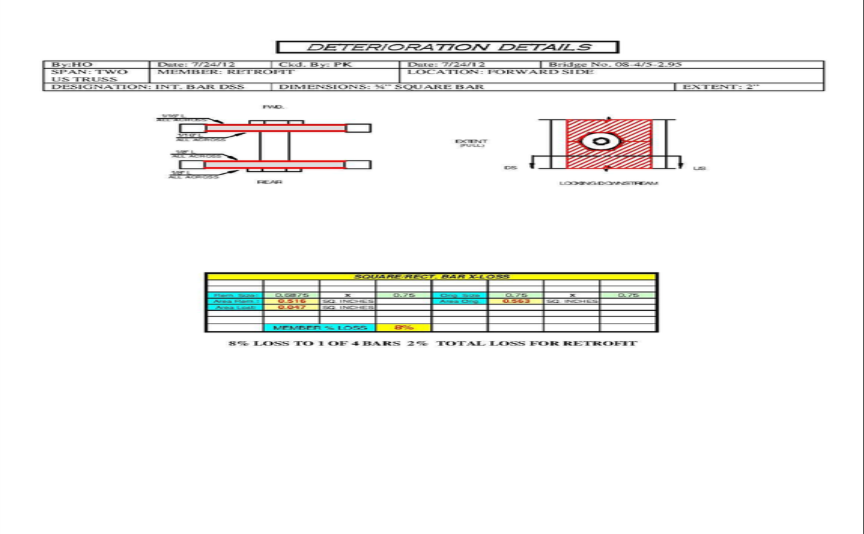 DETERIORATION DETAILS
By:HO Date: 7/24/12 Ckd. By: PK Date: 7/24/12 Bridge No. 08-4/5-2.95
SPAN: TWO US TRUSS MEMBER: RETROFIT LOCATION: FORWARD SIDE
DESIGNATION: INT. BAR DSS DIMENSIONS: ¾" SQUARE BAR EXTENT: 2"
FWD.
ALL ACROSS
1/16" L
ALL ACROSS
1/8" L
ALL ACROSS
ALL ACROSS
REAR
EXTENT
(FULL)
DS
US
LOOKING DOWNSTREAM
SQUARE/RECT. BAR X-LOSS
Rem. Size: 0.6875 X 0.75 Orig. Size 0.75 X 0.75
Area Rem.: 0.516 SQ. INCHES Area Orig. 0.563 SQ. INCHES
Area Lost: 0.047 SQ. INCHES
MEMBER % LOSS 8%
8% LOSS TO 1 OF 4 BARS 2% TOTAL LOSS FOR RETROFIT